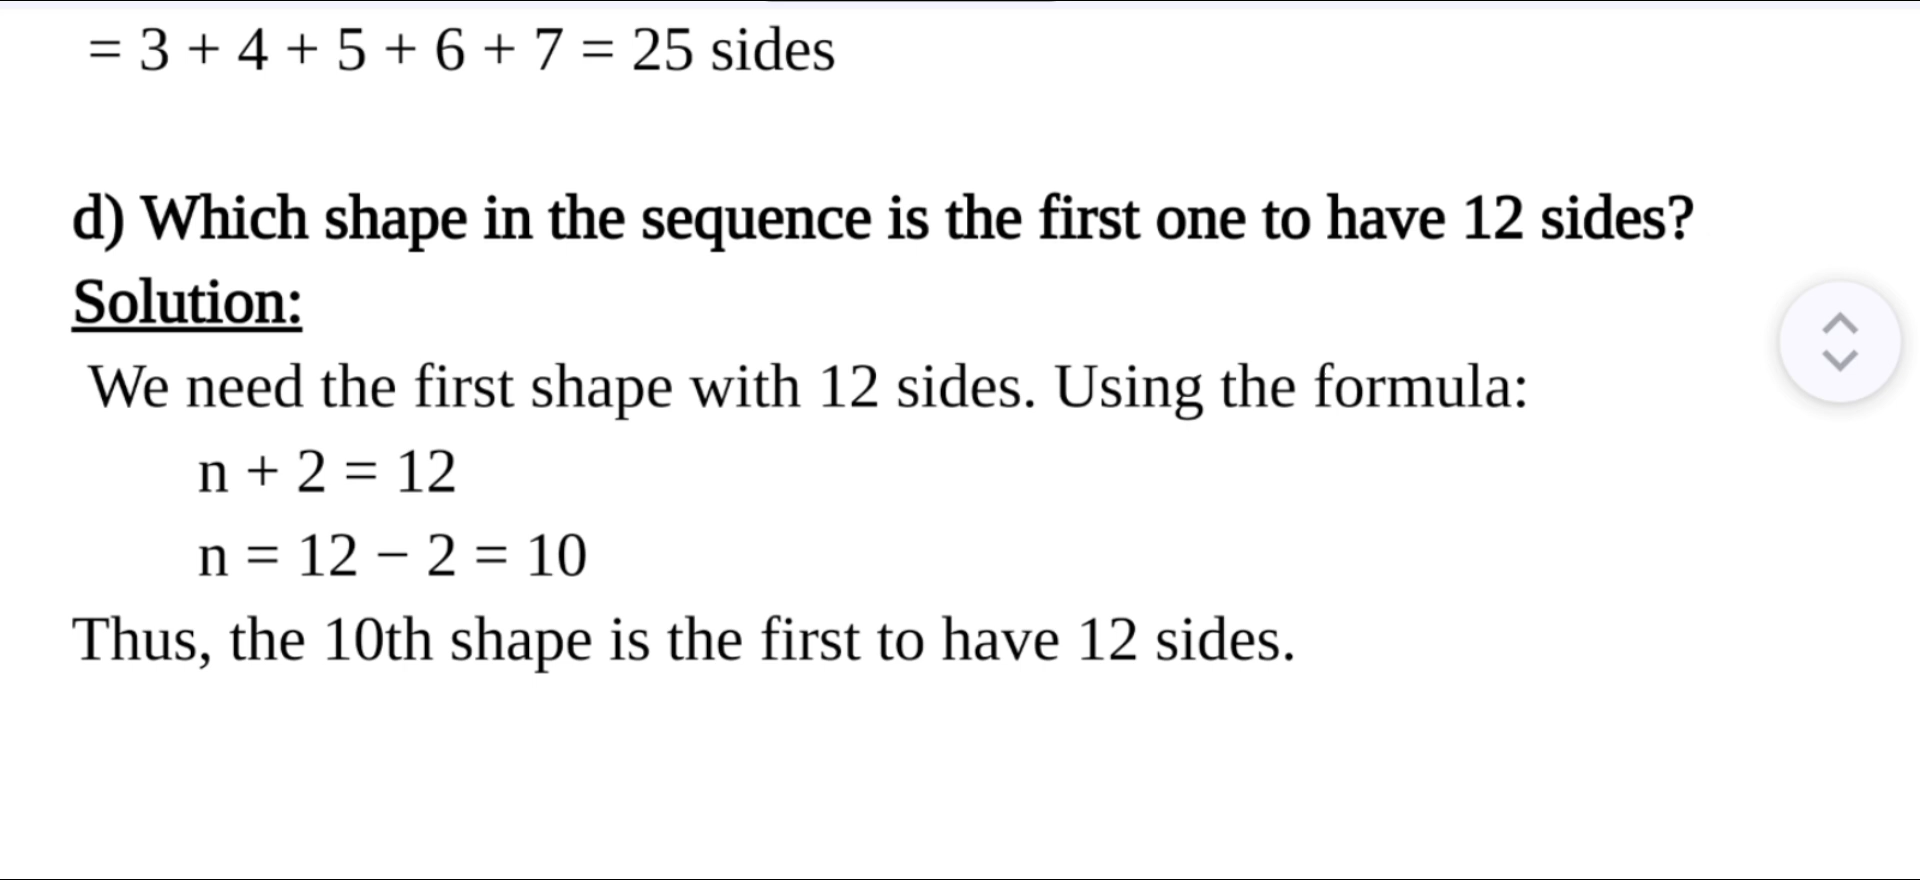 = 3 + 4 + 5 + 6 + 7 = 25 sides
d) Which shape in the sequence is the first one to have 12 sides?
Solution:
We need the first shape with 12 sides. Using the formula:
n + 2 = 12
n = 12 − 2 = 10
Thus, the 10th shape is the first to have 12 sides.